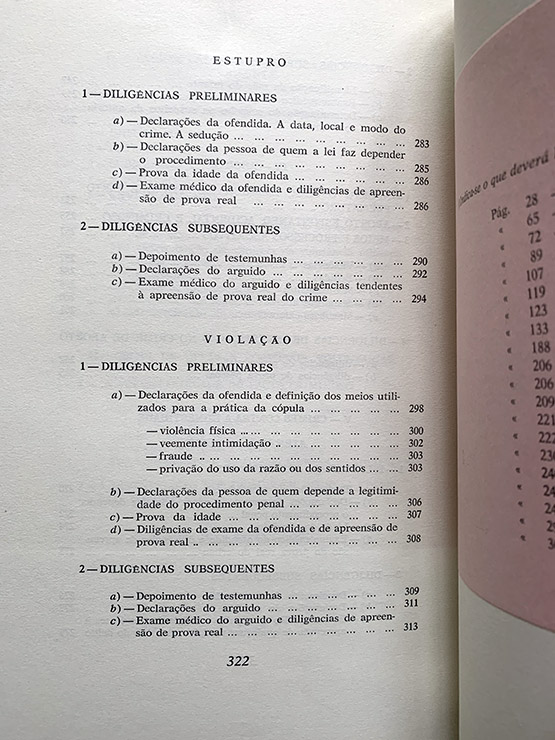 ESTUPRO
1 — DILIGÊNCIAS PRELIMINARES
a) — Declarações da ofendida. A data, local e modo do
crime. A sedução ... ... ... ... ... ... ... ... 283
b) — Declarações da pessoa de quem a lei faz depender
o procedimento ... ... ... ... ... ... ... ... 285
c) — Prova da idade da ofendida ... ... ... ... ... 286
d) — Exame médico da ofendida e diligências de apreen-
são de prova real ... ... ... ... ... ... ... 286
2 — DILIGÊNCIAS SUBSEQUENTES
a) — Depoimento de testemunhas ... ... ... ... ... 290
b) — Declarações do arguido ... ... ... ... ... ... 292
c) — Exame médico do arguido e diligências tendentes
à apreensão de prova real do crime ... ... ... 294
VIOLAÇÃO
1 — DILIGÊNCIAS PRELIMINARES
a) — Declarações da ofendida e definição dos meios utili-
zados para a prática da cópula ... ... ... ... 298
— violência física ... ... ... ... ... ... ... ... 300
— veemente intimidação .. ... ... ... ... ... 302
— fraude .. ... ... ... ... ... ... ... ... ... 303
— privação do uso da razão ou dos sentidos ... ... 303
b) — Declarações da pessoa de quem depende a legitimi-
dade do procedimento penal ... ... ... ... ... 306
c) — Prova da idade ... ... ... ... ... ... ... ... 307
d) — Diligências de exame da ofendida e de apreensão de
prova real .. ... ... ... ... ... ... ... ... ... 308
2 — DILIGÊNCIAS SUBSEQUENTES
a) — Depoimento de testemunhas ... ... ... ... ... 309
b) — Declarações do arguido ... ... ... ... ... ... 311
c) — Exame médico do arguido e diligências de apreen-
são de prova real ... ... ... ... ... ... ... ... 313
322
o que deverá
Pág. 28
« 65
« 72
« 89
« 107
« 119
« 123
« 133
« 188
« 206
« 206
« 209
« 221